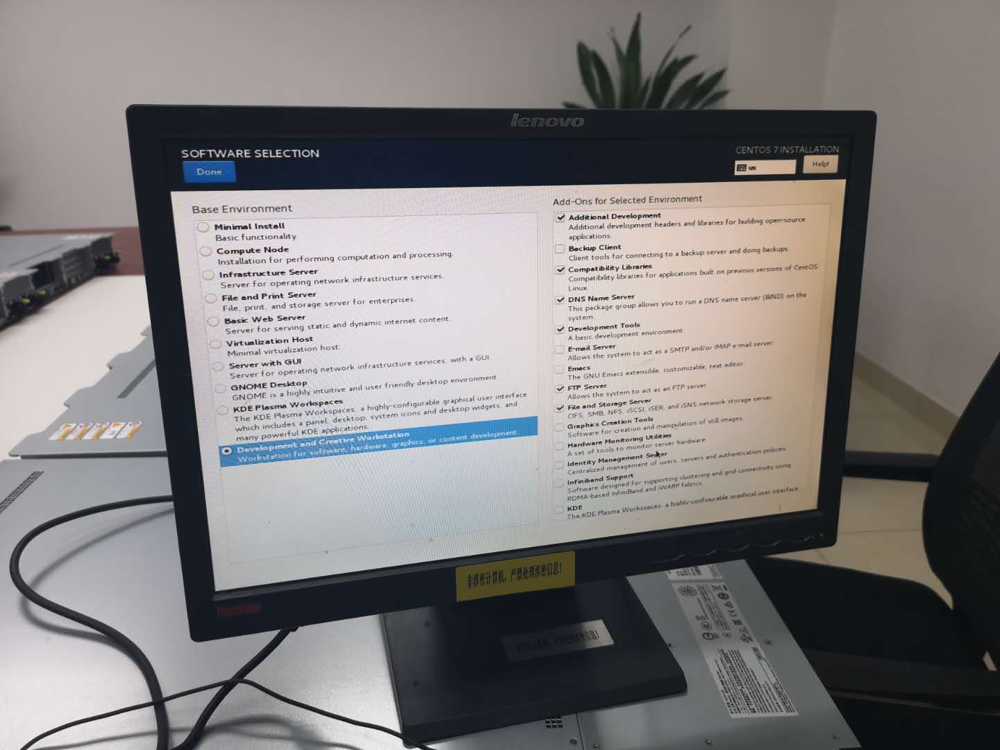 lenovo
SOFTWARE SELECTION
Done
CENTOS 7 INSTALLATION
us
Help!
Base Environment
Minimal Install
Basic functionality.
Compute Node
Installation for performing computation and processing.
Infrastructure Server
Server for operating network infrastructure services.
File and Print Server
File, print, and storage server for enterprises.
Basic Web Server
Server for serving static and dynamic internet content.
Virtualization Host
Minimal virtualization host.
Server with GUI
Server for operating network infrastructure services, with a GUI.
GNOME Desktop
GNOME is a highly intuitive and user friendly desktop environment.
KDE Plasma Workspaces
The KDE Plasma Workspaces, a highly-configurable graphical user interface
which includes a panel, desktop, system icons and desktop widgets, and
many powerful KDE applications.
Development and Creative Workstation
Workstation for software, hardware, graphics, or content development.
Add-Ons for Selected Environment
Additional Development
Additional development headers and libraries for building open-source
applications.
Backup Client
Client tools for connecting to a backup server and doing backups.
Compatibility Libraries
Compatibility libraries for applications built on previous versions of CentOS
Linux.
DNS Name Server
This package group allows you to run a DNS name server (BIND) on the
system.
Development Tools
A basic development environment.
E-mail Server
Allows the system to act as a SMTP and/or IMAP e-mail server.
Emacs
The GNU Emacs extensible, customizable, text editor.
FTP Server
Allows the system to act as an FTP server.
File and Storage Server
CIFS, SMB, NFS, iSCSI, iSER, and iSNS network storage server.
Graphics Creation Tools
Software for creation and manipulation of still images.
Hardware Monitoring Utilities
A set of tools to monitor server hardware
Identity Management Server
Centralized management of users, servers and authentication policies.
Infiniband Support
Software designed for supporting clustering and grid connectivity using
RDMA-based InfiniBand and iWARP fabrics.
KDE
The KDE Plasma Workspaces, a highly-configurable graphical user interface...
非涉密计算机，严禁处理涉密信息！